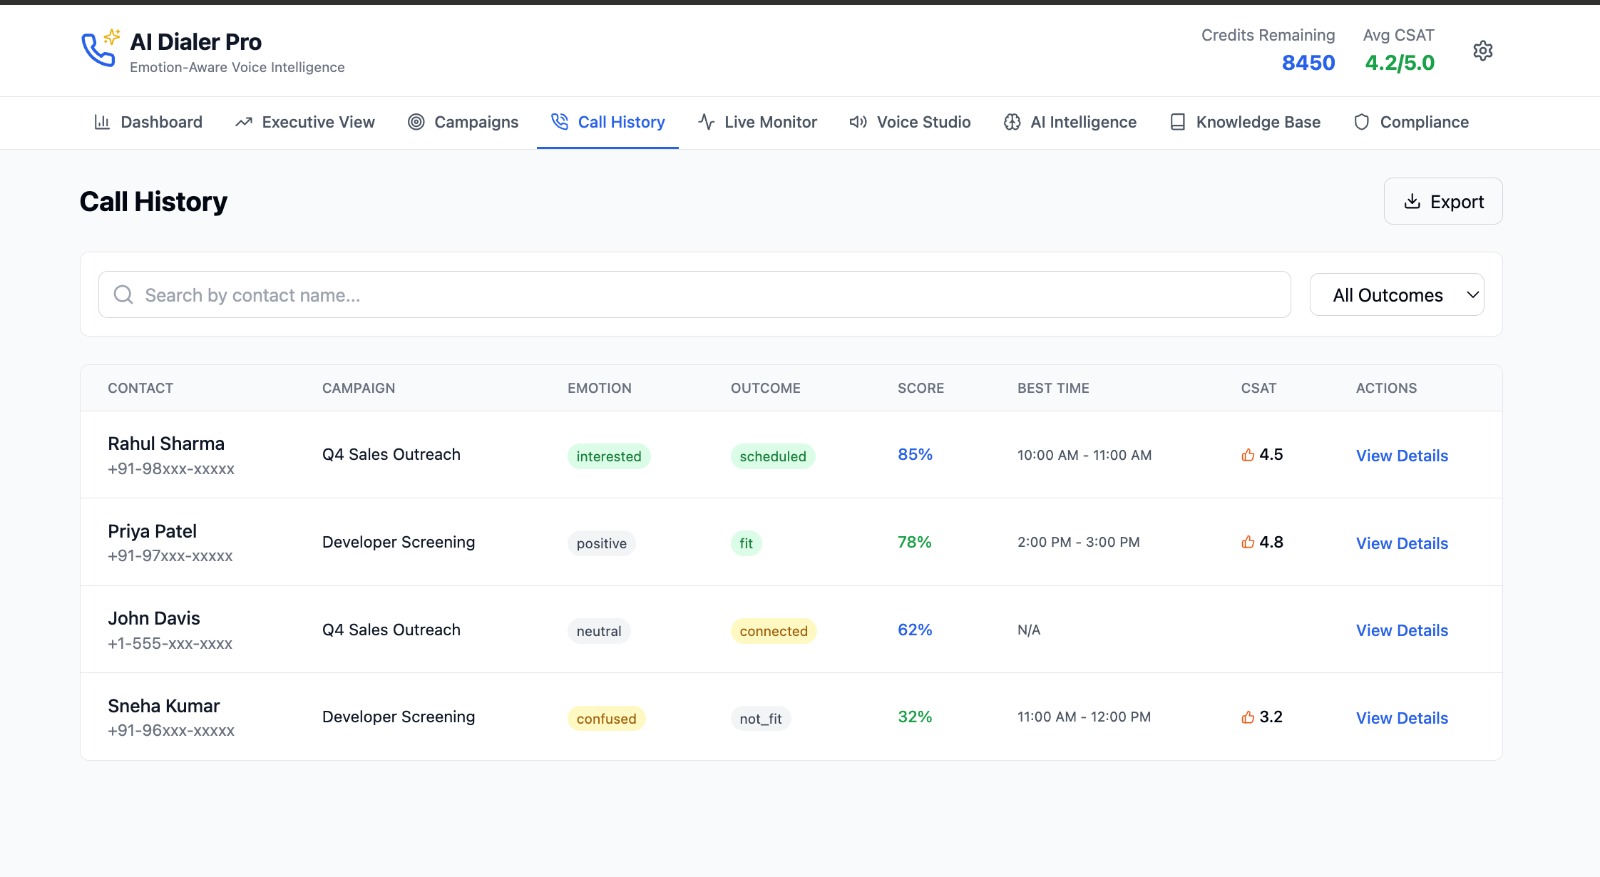 AI Dialer Pro
Emotion-Aware Voice Intelligence
Credits Remaining
8450
Avg CSAT
4.2/5.0
Dashboard
Executive View
Campaigns
Call History
Live Monitor
Voice Studio
AI Intelligence
Knowledge Base
Compliance
Call History
Export
Search by contact name...
All Outcomes
CONTACT CAMPAIGN EMOTION OUTCOME SCORE BEST TIME CSAT ACTIONS
Rahul Sharma
+91-98xxx-xxxxx
Q4 Sales Outreach interested scheduled 85% 10:00 AM - 11:00 AM 4.5 View Details
Priya Patel
+91-97xxx-xxxxx
Developer Screening positive fit 78% 2:00 PM - 3:00 PM 4.8 View Details
John Davis
+1-555-xxx-xxxx
Q4 Sales Outreach neutral connected 62% N/A View Details
Sneha Kumar
+91-96xxx-xxxxx
Developer Screening confused not_fit 32% 11:00 AM - 12:00 PM 3.2 View Details